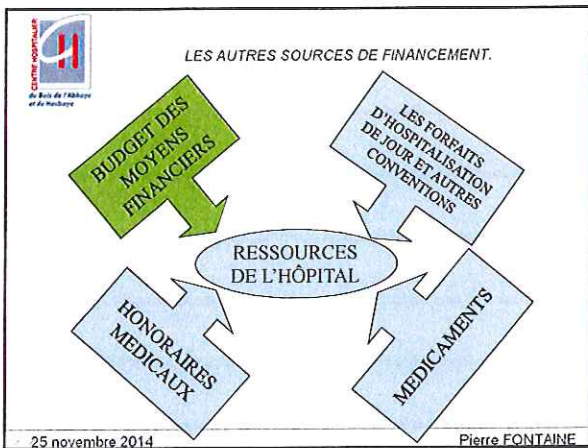 CENTRE HOSPITALIER
CH
du Bois de l'Abbaye
et de Hesbaye
LES AUTRES SOURCES DE FINANCEMENT.
BUDGET DES
MOYENS
FINANCIERS
LES FORFAITS
D'HOSPITALISATION
DE JOUR ET AUTRES
CONVENTIONS
RESSOURCES
DE L'HÔPITAL
HONORAIRES
MEDICAUX
MEDICAMENTS
25 novembre 2014
Pierre FONTAINE